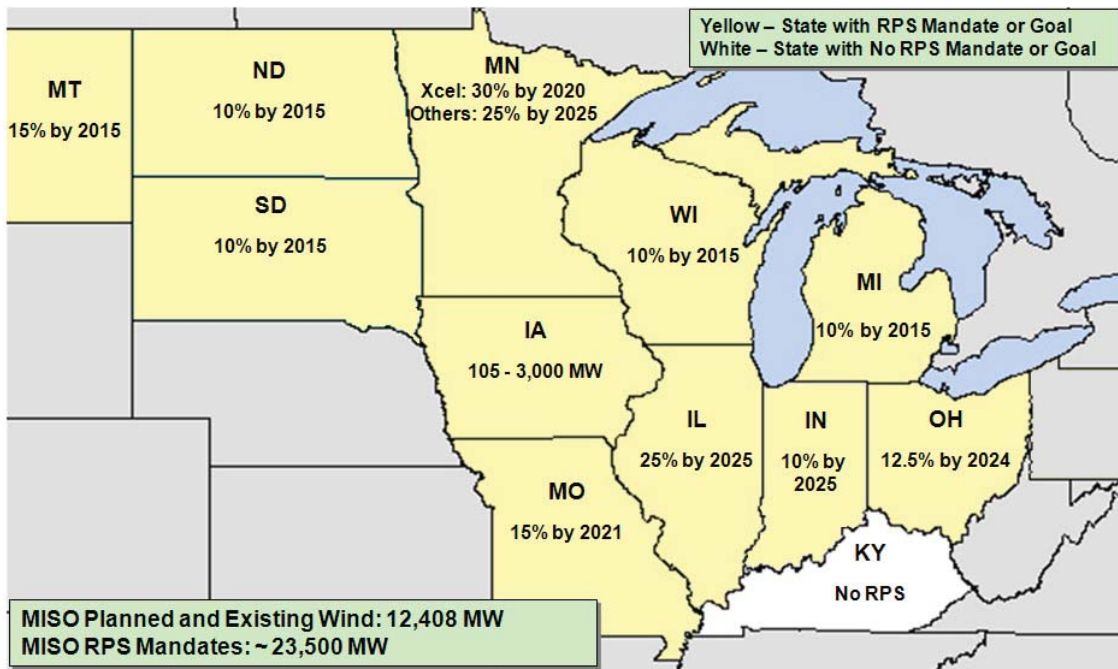 Yellow – State with RPS Mandate or Goal
White – State with No RPS Mandate or Goal
MT
15% by 2015
ND
10% by 2015
MN
Xcel: 30% by 2020
Others: 25% by 2025
SD
10% by 2015
WI
10% by 2015
MI
10% by 2015
IA
105 - 3,000 MW
IL
25% by 2025
IN
10% by
2025
OH
12.5% by 2024
MO
15% by 2021
KY
No RPS
MISO Planned and Existing Wind: 12,408 MW
MISO RPS Mandates: ~ 23,500 MW